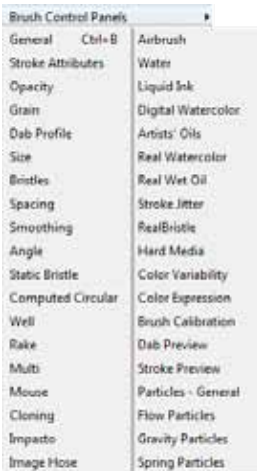 Brush Control Panels
General Ctrl+B
Stroke Attributes
Opacity
Grain
Dab Profile
Size
Bristles
Spacing
Smoothing
Angle
Static Bristle
Computed Circular
Well
Rake
Multi
Mouse
Cloning
Impasto
Image Hose
Airbrush
Water
Liquid Ink
Digital Watercolor
Artists' Oils
Real Watercolor
Real Wet Oil
Stroke Jitter
RealBristle
Hard Media
Color Variability
Color Expression
Brush Calibration
Dab Preview
Stroke Preview
Particles - General
Flow Particles
Gravity Particles
Spring Particles